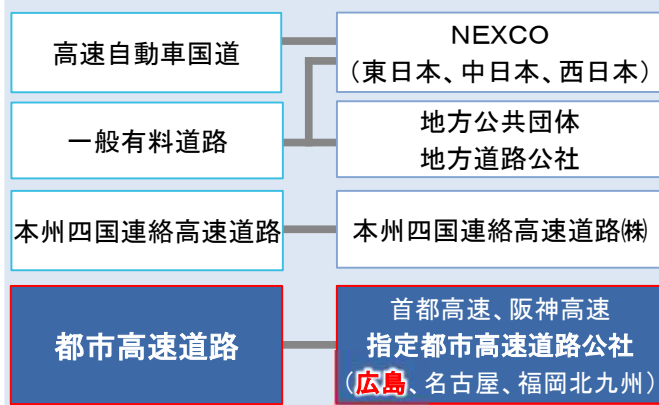 高速自動車国道
NEXCO
（東日本、中日本、西日本）
一般有料道路
地方公共団体
地方道路公社
本州四国連絡高速道路
本州四国連絡高速道路㈱
都市高速道路
首都高速、阪神高速
指定都市高速道路公社
（広島、名古屋、福岡北九州）